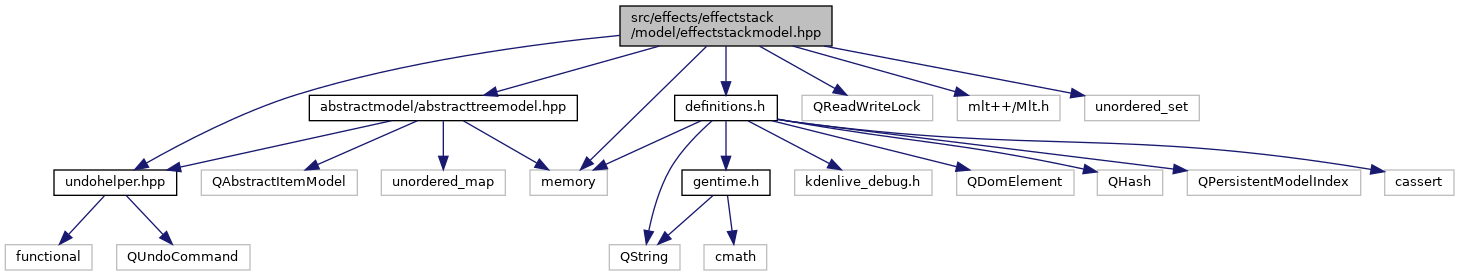 src/effects/effectstack
/model/effectstackmodel.hpp
abstractmodel/abstracttreemodel.hpp
definitions.h
QReadWriteLock
mlt++/Mlt.h
unordered_set
undohelper.hpp
QAbstractItemModel
unordered_map
memory
gentime.h
kdenlive_debug.h
QDomElement
QHash
QPersistentModelIndex
cassert
functional
QUndoCommand
QString
cmath